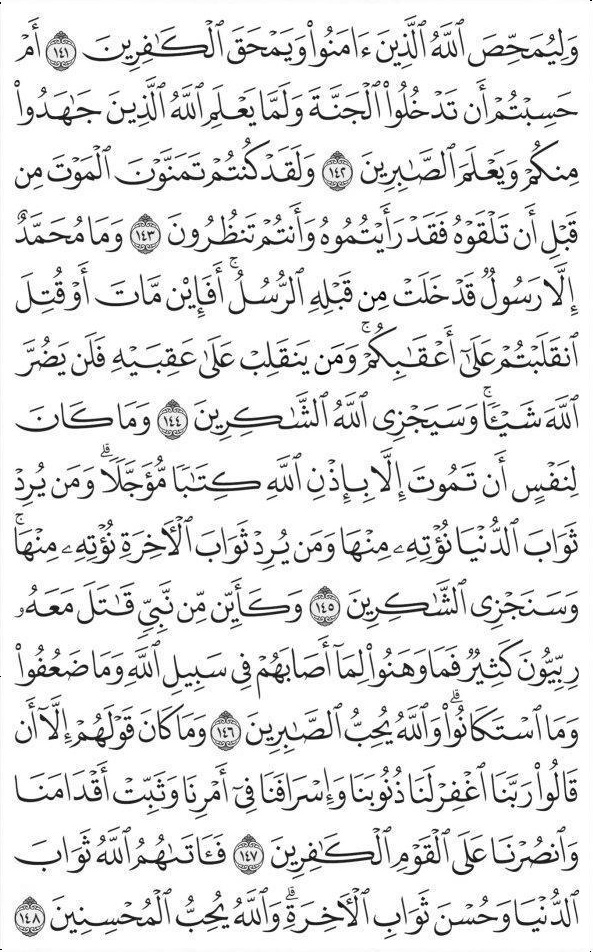 وَلِيُمَحِّصَ ٱللَّهُ ٱلَّذِينَ ءَامَنُوا۟ وَيَمْحَقَ ٱلْكَٰفِرِينَ ١٤١ أَمْ
حَسِبْتُمْ أَن تَدْخُلُوا۟ ٱلْجَنَّةَ وَلَمَّا يَعْلَمِ ٱللَّهُ ٱلَّذِينَ جَٰهَدُوا۟
مِنكُمْ وَيَعْلَمَ ٱلصَّٰبِرِينَ ١٤٢ وَلَقَدْ كُنتُمْ تَمَنَّوْنَ ٱلْمَوْتَ مِن
قَبْلِ أَن تَلْقَوْهُ فَقَدْ رَأَيْتُمُوهُ وَأَنتُمْ تَنظُرُونَ ١٤٣ وَمَا مُحَمَّدٌ
إِلَّا رَسُولٌ قَدْ خَلَتْ مِن قَبْلِهِ ٱلرُّسُلُ ۚ أَفَإِي۟ن مَّاتَ أَوْ قُتِلَ
ٱنقَلَبْتُمْ عَلَىٰٓ أَعْقَٰبِكُمْ ۚ وَمَن يَنقَلِبْ عَلَىٰ عَقِبَيْهِ فَلَن يَضُرَّ
ٱللَّهَ شَيْـًٔا ۗ وَسَيَجْزِى ٱللَّهُ ٱلشَّٰكِرِينَ ١٤٤ وَمَا كَانَ
لِنَفْسٍ أَن تَمُوتَ إِلَّا بِإِذْنِ ٱللَّهِ كِتَٰبًا مُّؤَجَّلًا ۗ وَمَن يُرِدْ
ثَوَابَ ٱلدُّنْيَا نُؤْتِهِۦ مِنْهَا وَمَن يُرِدْ ثَوَابَ ٱلْءَاخِرَةِ نُؤْتِهِۦ مِنْهَا ۚ
وَسَنَجْزِى ٱلشَّٰكِرِينَ ١٤٥ وَكَأَيِّن مِّن نَّبِىٍّ قَٰتَلَ مَعَهُۥ
رِبِّيُّونَ كَثِيرٌ فَمَا وَهَنُوا۟ لِمَآ أَصَابَهُمْ فِى سَبِيلِ ٱللَّهِ وَمَا ضَعُفُوا۟
وَمَا ٱسْتَكَانُوا۟ ۗ وَٱللَّهُ يُحِبُّ ٱلصَّٰبِرِينَ ١٤٦ وَمَا كَانَ قَوْلَهُمْ إِلَّآ أَن
قَالُوا۟ رَبَّنَا ٱغْفِرْ لَنَا ذُنُوبَنَا وَإِسْرَافَنَا فِىٓ أَمْرِنَا وَثَبِّتْ أَقْدَامَنَا
وَٱنصُرْنَا عَلَى ٱلْقَوْمِ ٱلْكَٰفِرِينَ ١٤٧ فَـَٔاتَىٰهُمُ ٱللَّهُ ثَوَابَ
ٱلدُّنْيَا وَحُسْنَ ثَوَابِ ٱلْءَاخِرَةِ ۗ وَٱللَّهُ يُحِبُّ ٱلْمُحْسِنِينَ ١٤٨